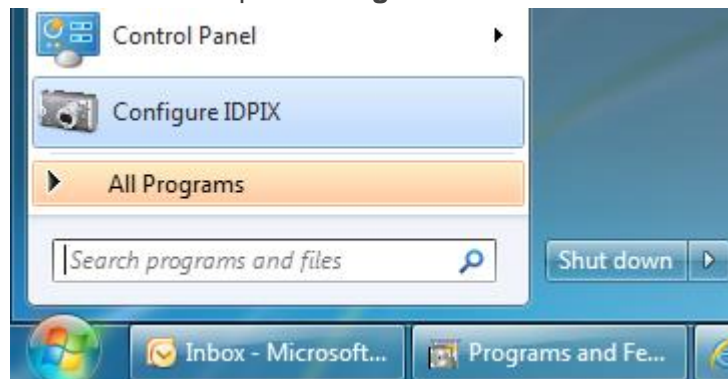 Control Panel
Configure IDPIX
All Programs
Search programs and files
Shut down
Inbox - Microsoft...
Programs and Fe...